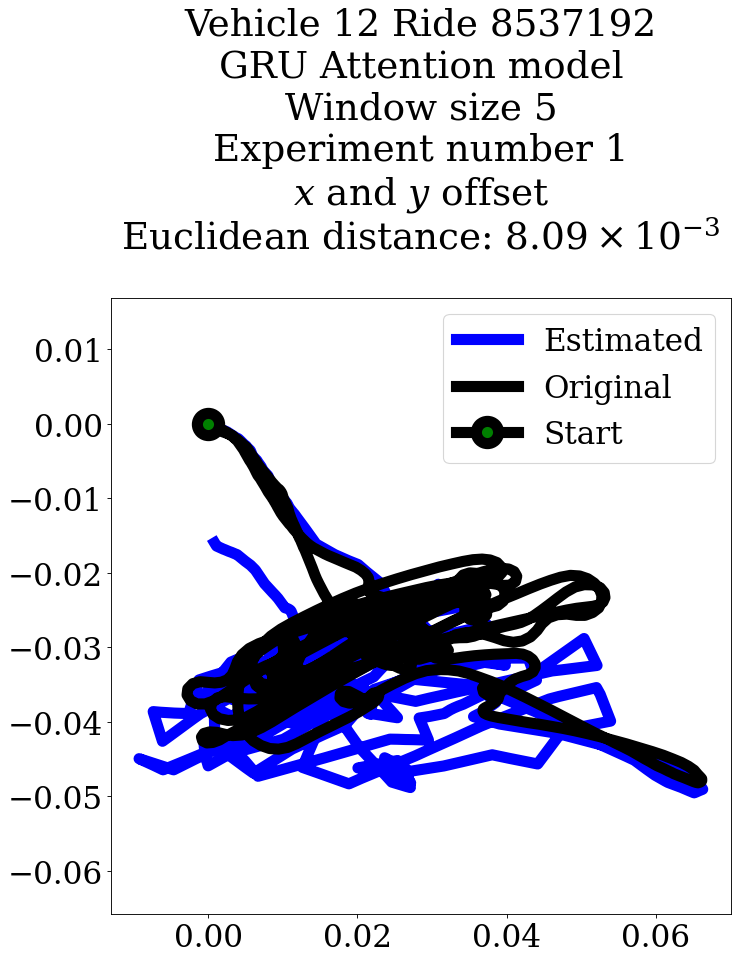 Vehicle 12 Ride 8537192
GRU Attention model
Window size 5
Experiment number 1
x and y offset
Euclidean distance: 8.09 × 10⁻³
Estimated
Original
Start
0.01
0.00
−0.01
−0.02
−0.03
−0.04
−0.05
−0.06
0.00 0.02 0.04 0.06